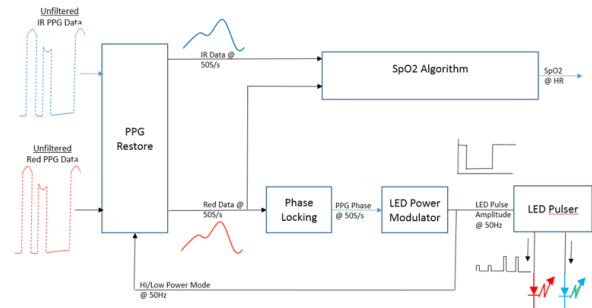 Unfiltered
IR PPG Data
IR Data @
50S/s
SpO2 Algorithm
SpO2
@ HR
PPG
Restore
Unfiltered
Red PPG Data
Red Data @
50S/s
Phase
Locking
PPG Phase
@ 50S/s
LED Power
Modulator
LED Pulse
Amplitude
@ 50Hz
LED Pulser
Hi/Low Power Mode
@ 50Hz